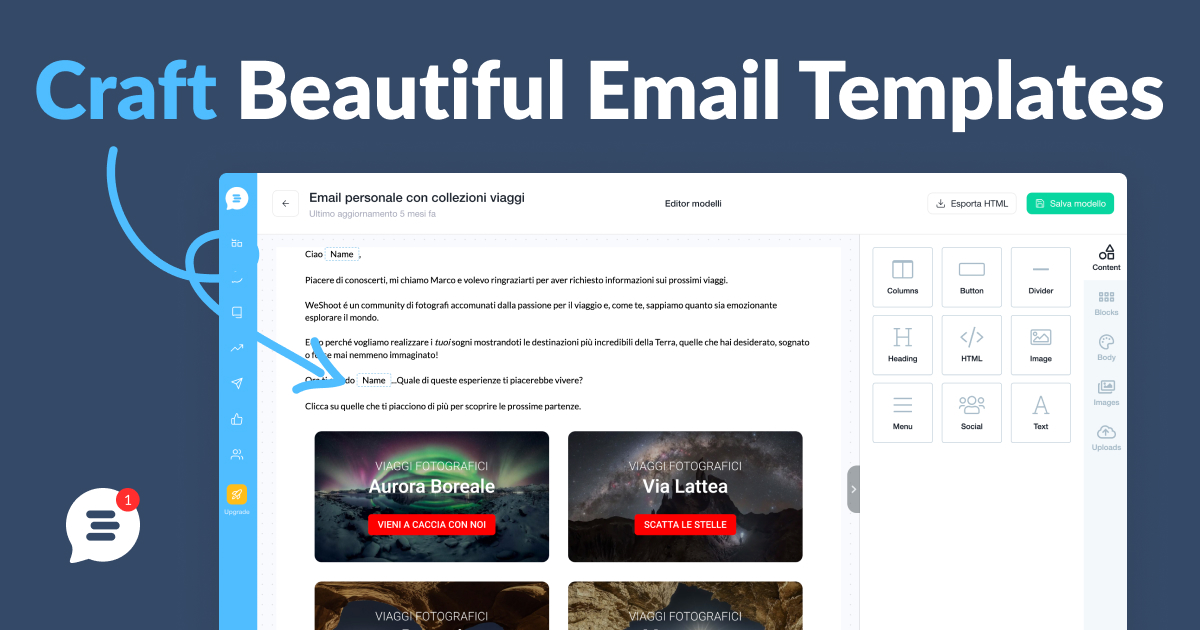 Craft Beautiful Email Templates
Email personale con collezioni viaggi
Ultimo aggiornamento 5 mesi fa
Editor modelli
Esporta HTML
Salva modello
Ciao Name,
Piacere di conoscerti, mi chiamo Marco e volevo ringraziarti per aver richiesto informazioni sui prossimi viaggi.
WeShoot é un community di fotografi accomunati dalla passione per il viaggio e, come te, sappiamo quanto sia emozionante
esplorare il mondo.
perché vogliamo realizzare i tuoi sogni mostrandoti le destinazioni più incredibili della Terra, quelle che hai desiderato, sognato
o mai nemmeno immaginato!
Name...Quale di queste esperienze ti piacerebbe vivere?
Clicca su quelle che ti piacciono di più per scoprire le prossime partenze.
VIAGGI FOTOGRAFICI
Aurora Boreale
VIENI A CACCIA CON NOI
VIAGGI FOTOGRAFICI
Via Lattea
SCATTA LE STELLE
VIAGGI FOTOGRAFICI
VIAGGI FOTOGRAFICI
Columns
Button
Divider
Heading
HTML
Image
Menu
Social
Text
Content
Blocks
Body
Images
Uploads
Upgrade
1